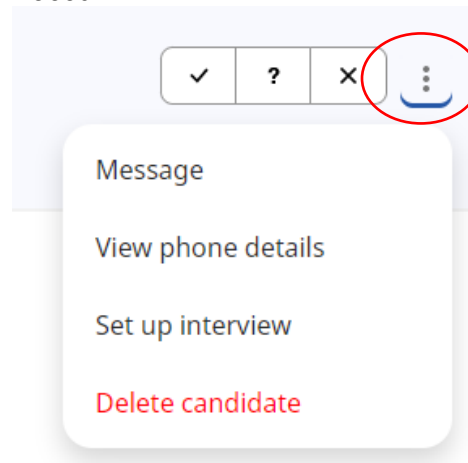 ?
Message
View phone details
Set up interview
Delete candidate